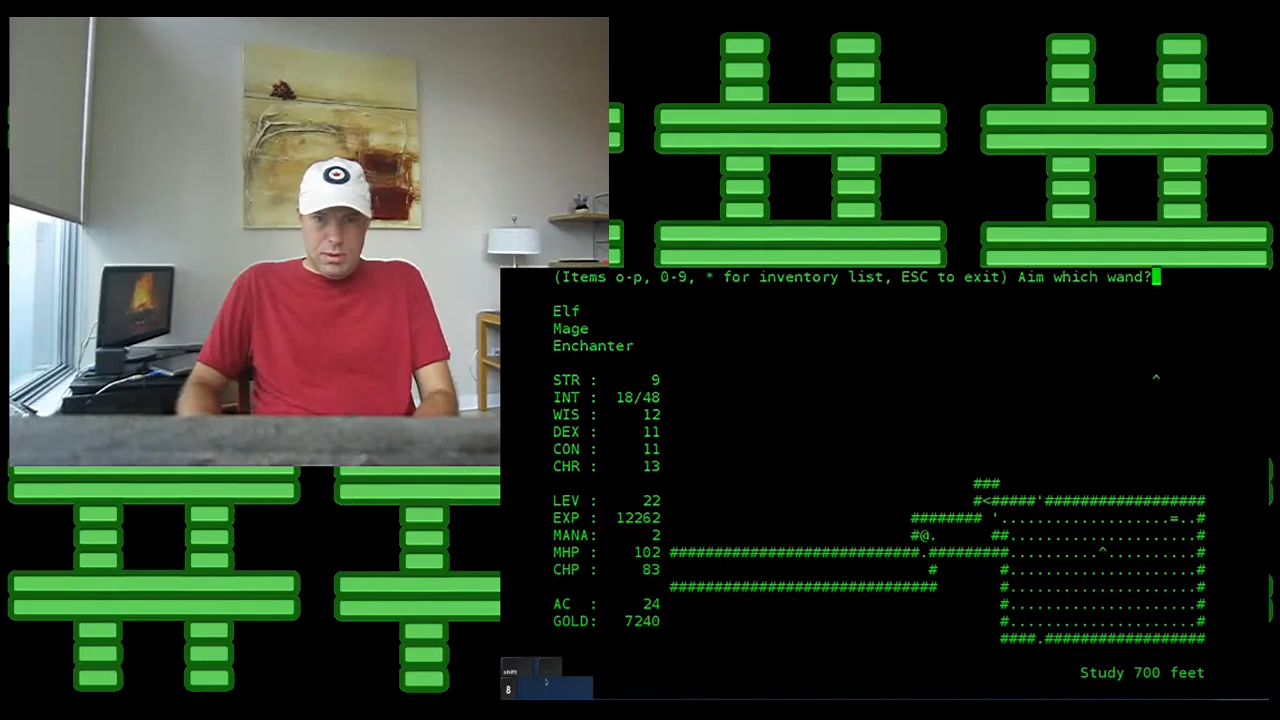 (Items o-p, 0-9, * for inventory list, ESC to exit) Aim which wand?
Elf
Mage
Enchanter
STR : 9
INT : 18/48
WIS : 12
DEX : 11
CON : 11
CHR : 13
LEV : 22
EXP : 12262
MANA: 2
MHP : 102
CHP : 83
AC : 24
GOLD: 7240
^
###
#<#####'##################
######## '...................=..#
#@. ##......................#
#############################.######### ...........^..........#
# #......................#
############################### #......................#
#......................#
#......................#
####.###################
Study 700 feet
shift
8